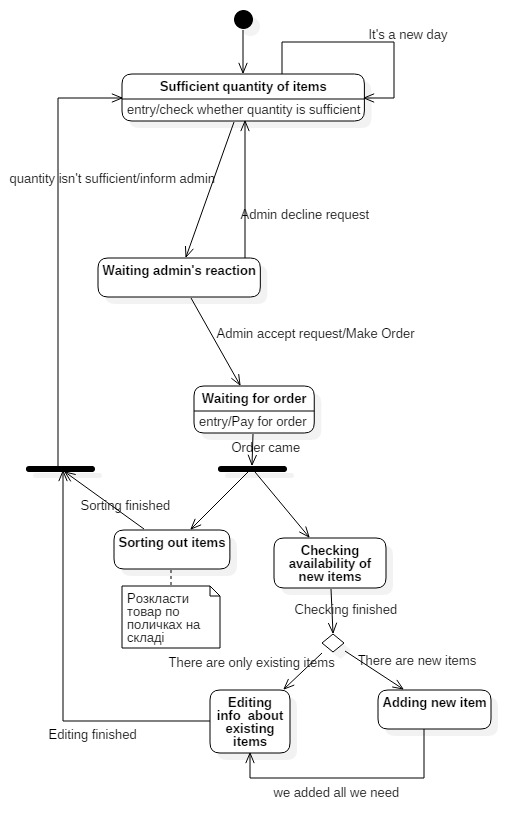 It's a new day
Sufficient quantity of items
entry/check whether quantity is sufficient
quantity isn't sufficient/inform admin
Admin decline request
Waiting admin's reaction
Admin accept request/Make Order
Waiting for order
entry/Pay for order
Order came
Sorting finished
Sorting out items
Checking
availability of
new items
Розкласти
товар по
поличках на
складі
Checking finished
There are only existing items
There are new items
Editing
info about
existing
items
Adding new item
Editing finished
we added all we need